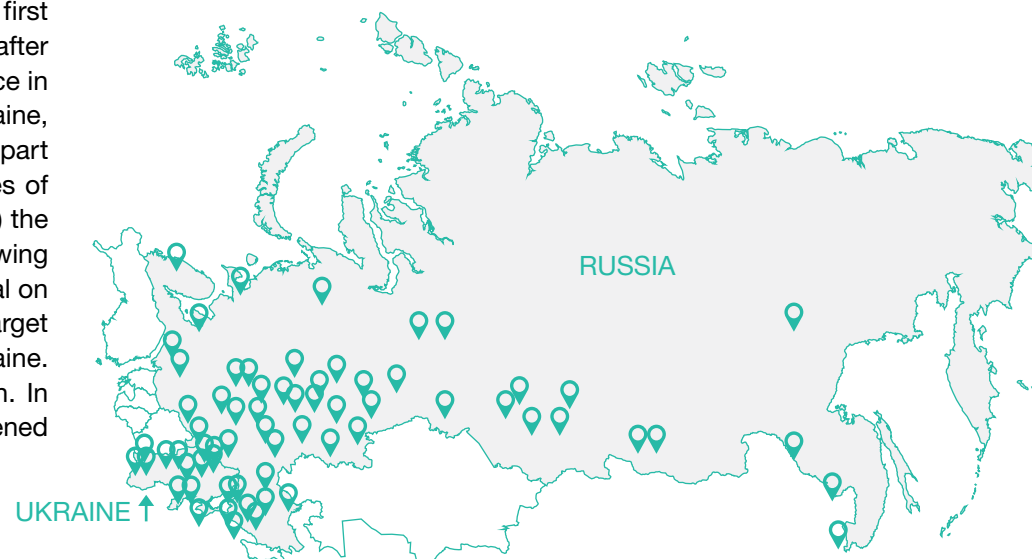 first
after
ce in
aine,
part
es of
) the
wing
al on
arget
aine.
n. In
ened
RUSSIA
UKRAINE ↑